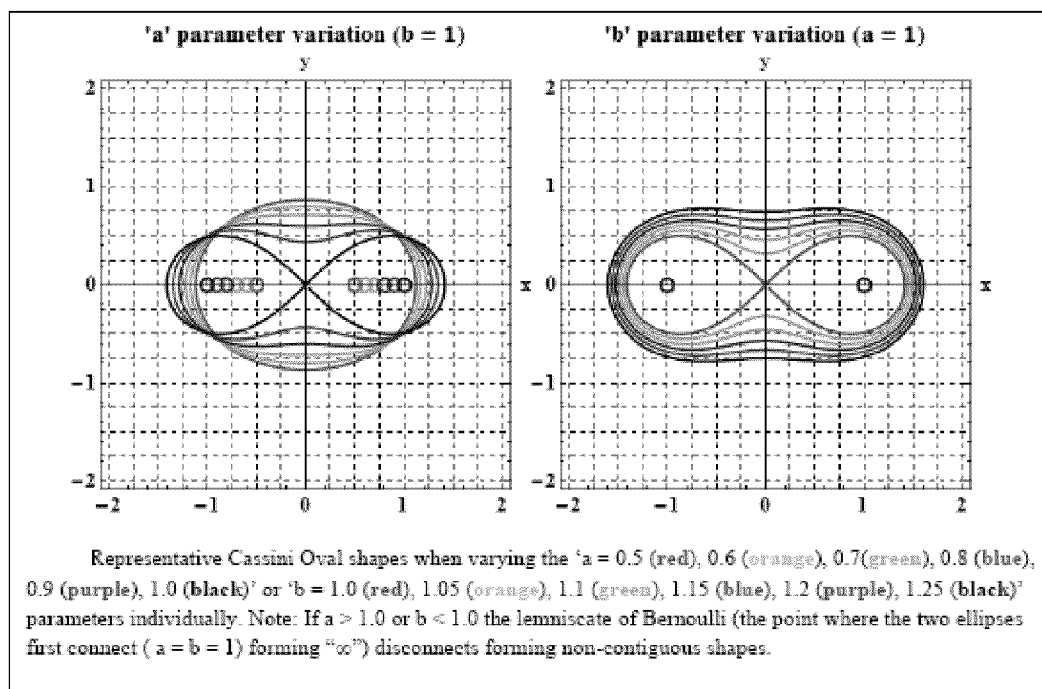 'a' parameter variation (b = 1)
'b' parameter variation (a = 1)
y
y
2
1
0
-1
-2
x
2
1
0
-1
-2
x
-2 -1 0 1 2
-2 -1 0 1 2
Representative Cassini Oval shapes when varying the 'a = 0.5 (red), 0.6 (orange), 0.7(green), 0.8 (blue),
0.9 (purple), 1.0 (black)' or 'b = 1.0 (red), 1.05 (orange), 1.1 (green), 1.15 (blue), 1.2 (purple), 1.25 (black)'
parameters individually. Note: If a > 1.0 or b < 1.0 the lemniscate of Bernoulli (the point where the two ellipses
first connect ( a = b = 1) forming "∞") disconnects forming non-contiguous shapes.